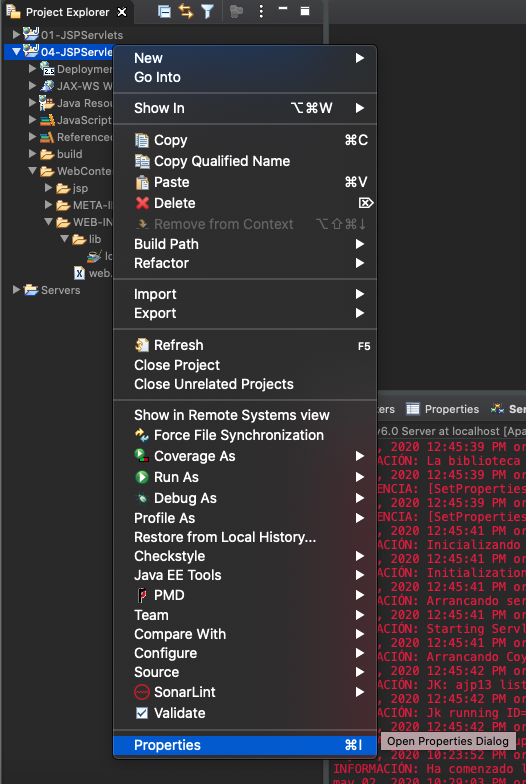 Project Explorer
01-JSPServlets
04-JSPServle
Deployme
JAX-WS W
Java Resou
JavaScript
Referenced
build
WebConte
jsp
META-I
WEB-IN
lib
web.
Servers
New
Go Into
Show In ⌥⌘W
Copy ⌘C
Copy Qualified Name
Paste ⌘V
Delete ⌦
Remove from Context ⌥⇧⌘↓
Build Path
Refactor
Import
Export
Refresh F5
Close Project
Close Unrelated Projects
Show in Remote Systems view
Force File Synchronization
Coverage As
Run As
Debug As
Profile As
Restore from Local History...
Checkstyle
Java EE Tools
PMD
Team
Compare With
Configure
Source
SonarLint
Validate
Properties ⌘I
Open Properties Dialog
ters Properties Se
v6.0 Server at localhost [Apa
, 2020 12:45:39 PM or
ACIÓN: La biblioteca
, 2020 12:45:39 PM or
ENCIA: [SetProperties
, 2020 12:45:39 PM or
ENCIA: [SetProperties
, 2020 12:45:41 PM or
ACIÓN: Inicializando
, 2020 12:45:41 PM or
ACIÓN: Initialization
, 2020 12:45:41 PM or
ACIÓN: Arrancando ser
, 2020 12:45:41 PM or
ACIÓN: Starting Servl
, 2020 12:45:41 PM or
ACIÓN: Arrancando Coy
, 2020 12:45:42 PM or
ACIÓN: JK: ajp13 list
, 2020 12:45:42 PM or
ACIÓN: Jk running ID=
, 2020 12:45:42 PM or
up
, 2020 10:23:52 PM or
INFORMACIÓN: Ha comenzado l
may 02, 2020 10:29